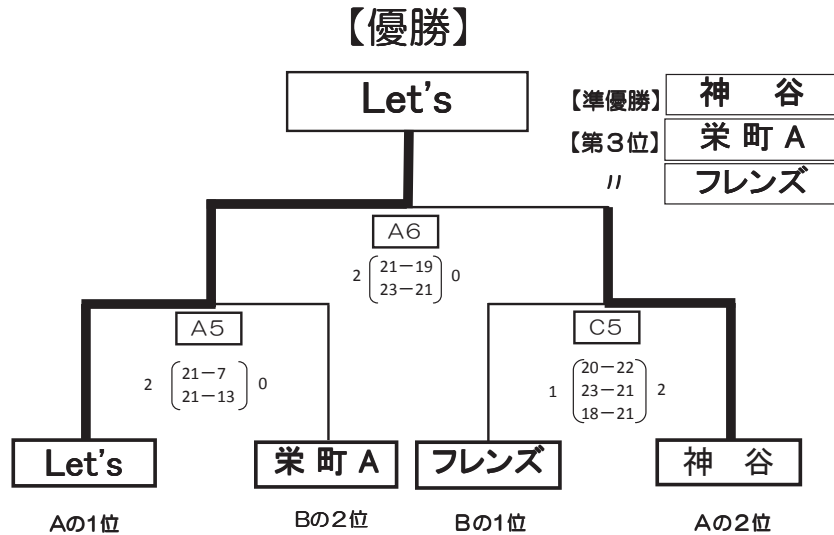 【優勝】
Let's
【準優勝】 神 谷
【第3位】 栄 町 A
〃 フレンズ
A6
2 21-19 0
23-21
A5
C5
2 21-7 0
21-13
20-22
1 23-21 2
18-21
Let's
栄 町 A
フレンズ
神 谷
Aの1位
Bの2位
Bの1位
Aの2位